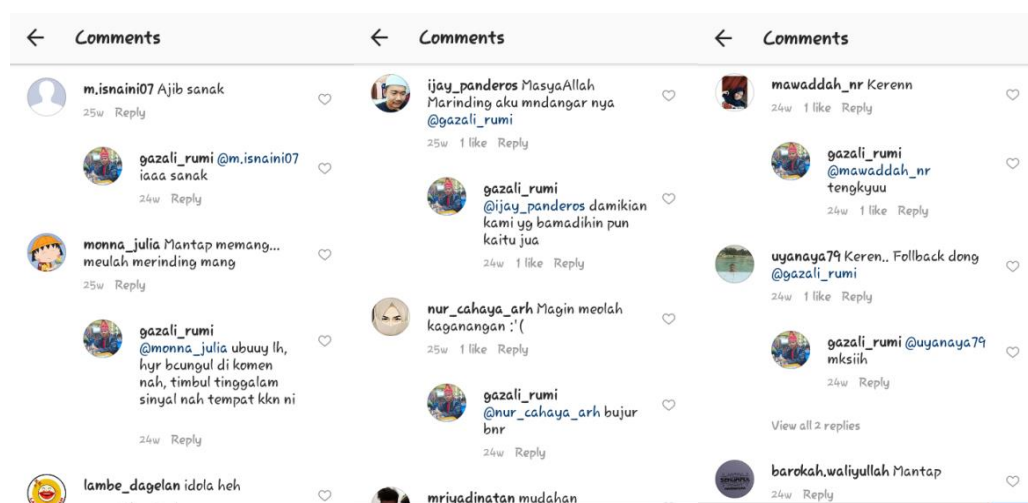 Comments
m.isnaini07 Ajib sanak
25w Reply
gazali_rumi @m.isnaini07
iaaa sanak
24w Reply
monna_julia Mantap memang...
meulah merinding mang
25w Reply
gazali_rumi
@monna_julia ubuuy lh,
hyr bcungul di komen
nah, timbul tinggalam
sinyal nah tempat kkn ni
24w Reply
lambe_dagelan idola heh
Comments
ijay_panderos MasyaAllah
Marinding aku mndangar nya
@gazali_rumi
25w 1 like Reply
gazali_rumi
@ijay_panderos damikian
kami yg bamadihin pun
kaitu jua
24w 1 like Reply
nur_cahaya_arh Magin meolah
kaganangan :'(
25w 1 like Reply
gazali_rumi
@nur_cahaya_arh bujur
bnr
24w Reply
mriyadinatan mudahan
Comments
mawaddah_nr Kerenn
24w 1 like Reply
gazali_rumi
@mawaddah_nr
tengkyuu
24w 1 like Reply
uyanaya79 Keren.. Follback dong
@gazali_rumi
24w 1 like Reply
gazali_rumi @uyanaya79
mksiih
24w Reply
View all 2 replies
barokah.waliyullah Mantap
24w Reply